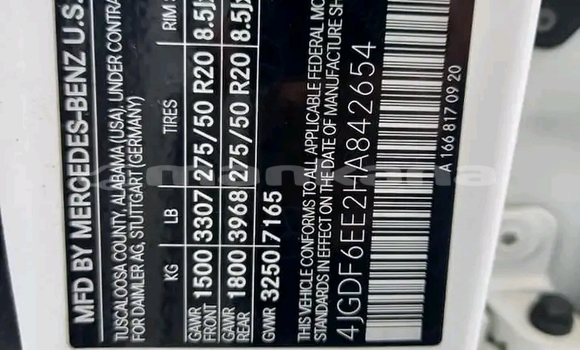 MFD BY MERCEDES-BENZ U.S.
TUSCALOOSA COUNTY, ALABAMA (USA), UNDER CONTRA
FOR DAIMLER AG, STUTTGART (GERMANY)
KG LB TIRES RIM
GAWR FRONT 1500 3307 275/50 R20 8.5J
GAWR REAR 1800 3968 275/50 R20 8.5J
GVWR 3250 7165
THIS VEHICLE CONFORMS TO ALL APPLICABLE FEDERAL MO
STANDARDS IN EFFECT ON THE DATE OF MANUFACTURE SH
4JGDF6EE2HA842654
A 166 817 09 20